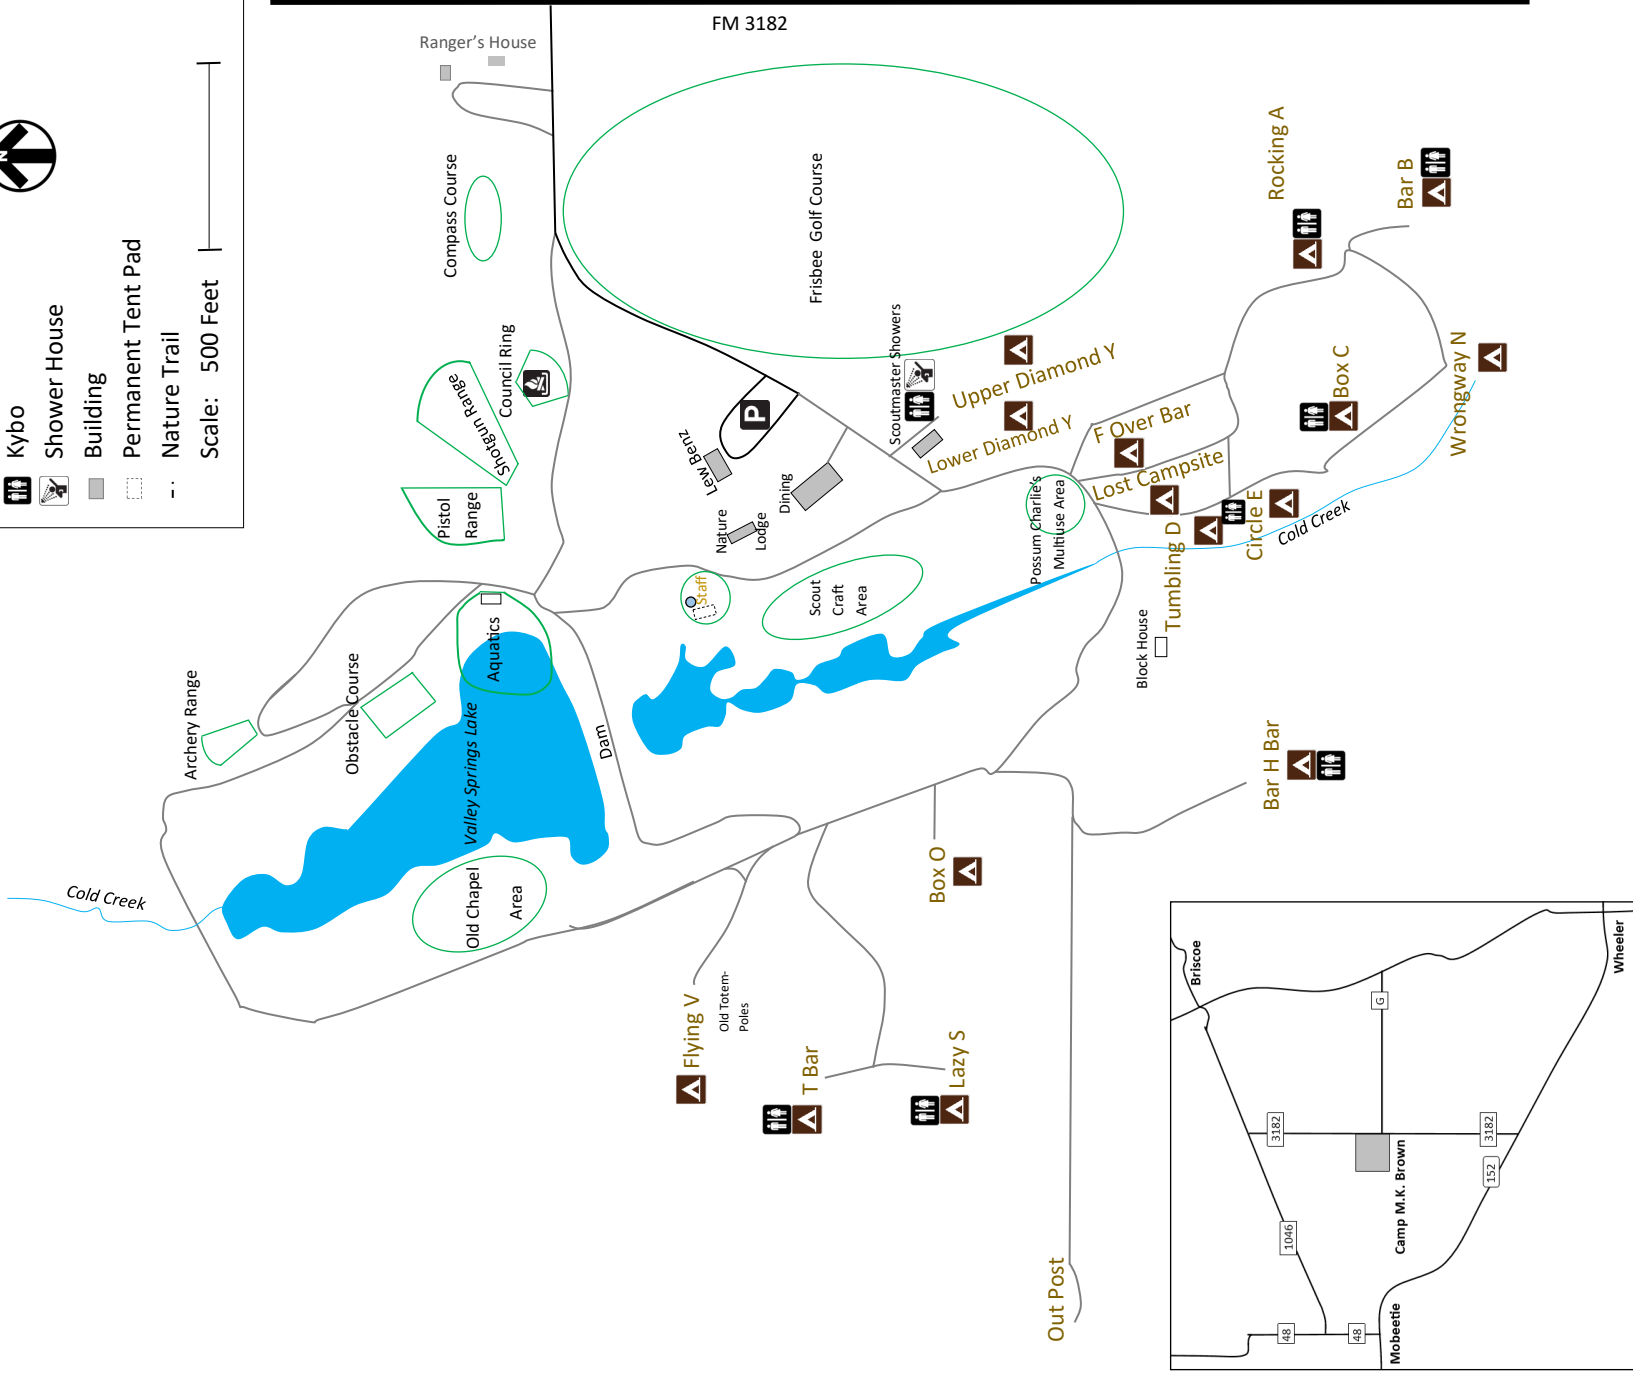 N
Kybo
Shower House
Building
Permanent Tent Pad
Nature Trail
Scale: 500 Feet
FM 3182
Ranger's House
Compass Course
Frisbee Golf Course
Council Ring
Shotgun Range
Pistol
Range
P
Lew Benz
Dining
Nature
Lodge
Scoutmaster Showers
Upper Diamond Y
Lower Diamond Y
F Over Bar
Lost Campsite
Rocking A
Bar B
Box C
Wrongway N
Circle E
Cold Creek
Tumbling D
Possum Charlie's
Multiuse Area
Block House
Staff
Scout
Craft
Area
Aquatics
Archery Range
Obstacle Course
Valley Springs Lake
Dam
Old Chapel
Area
Cold Creek
Bar H Bar
Box O
Flying V
Old Totem-
Poles
T Bar
Lazy S
Out Post
Briscoe
Wheeler
G
3182
3182
152
1046
Camp M.K. Brown
48
48
Mobeetie